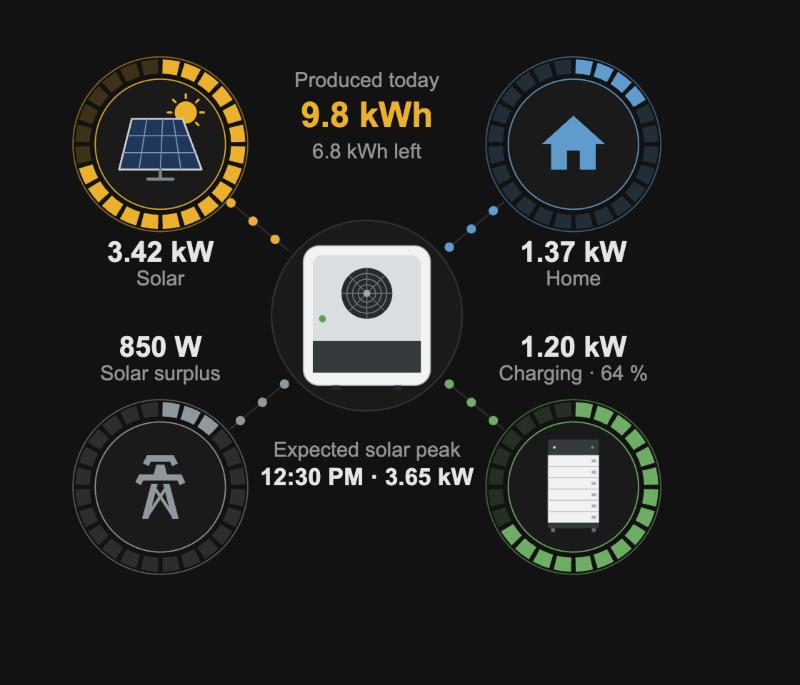 Produced today
9.8 kWh
6.8 kWh left
3.42 kW
Solar
1.37 kW
Home
850 W
Solar surplus
1.20 kW
Charging · 64 %
Expected solar peak
12:30 PM · 3.65 kW